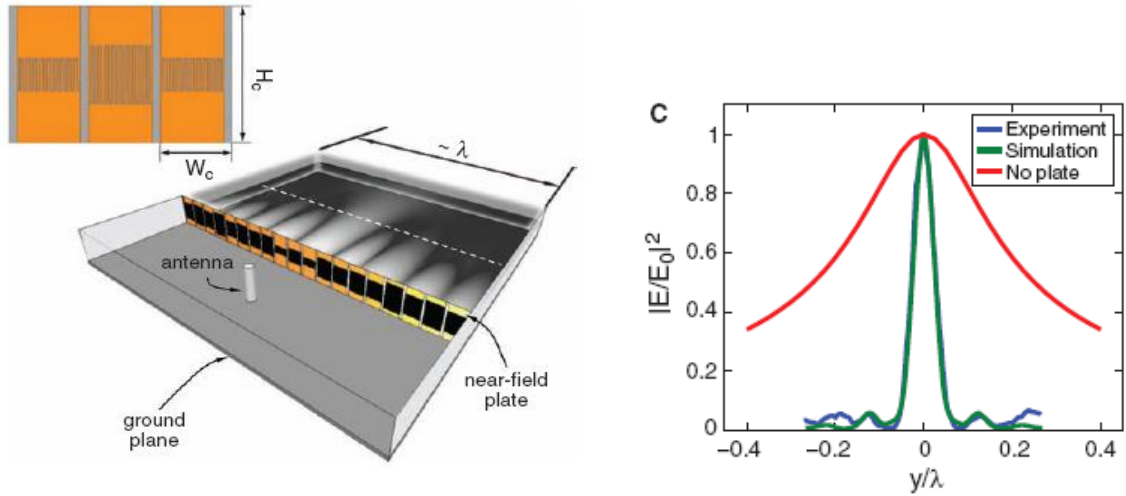 H_c
W_c
~ λ
antenna
near-field
plate
ground
plane
C
Experiment
Simulation
No plate
|E/E_0|^2
1
0.8
0.6
0.4
0.2
0
−0.4
−0.2
0
0.2
0.4
y/λ